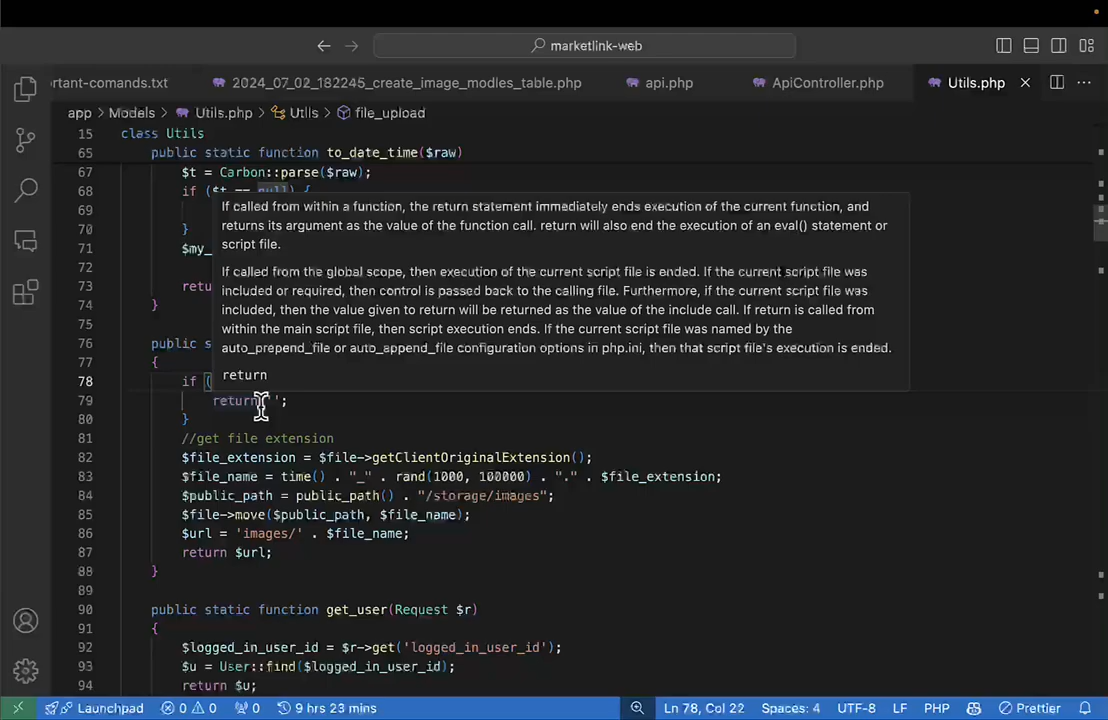 marketlink-web
rtant-comands.txt 2024_07_02_182245_create_image_modles_table.php api.php ApiController.php Utils.php
app > Models > Utils.php > Utils > file_upload
15 class Utils
65 public static function to_date_time($raw)
67 $t = Carbon::parse($raw);
68 if ($t == null) {
69
70 }
71 $my_
72
73 retu
74 }
75
76 public s
77 {
78 if (
79 return '';
80 }
81 //get file extension
82 $file_extension = $file->getClientOriginalExtension();
83 $file_name = time() . "_" . rand(1000, 100000) . "." . $file_extension;
84 $public_path = public_path() . "/storage/images";
85 $file->move($public_path, $file_name);
86 $url = 'images/' . $file_name;
87 return $url;
88 }
89
90 public static function get_user(Request $r)
91 {
92 $logged_in_user_id = $r->get('logged_in_user_id');
93 $u = User::find($logged_in_user_id);
94 return $u;
If called from within a function, the return statement immediately ends execution of the current function, and
returns its argument as the value of the function call. return will also end the execution of an eval() statement or
script file.
If called from the global scope, then execution of the current script file is ended. If the current script file was
included or required, then control is passed back to the calling file. Furthermore, if the current script file was
included, then the value given to return will be returned as the value of the include call. If return is called from
within the main script file, then script execution ends. If the current script file was named by the
auto_prepend_file or auto_append_file configuration options in php.ini, then that script file's execution is ended.
return
Launchpad 0 0 0 9 hrs 23 mins Ln 78, Col 22 Spaces: 4 UTF-8 LF PHP Prettier